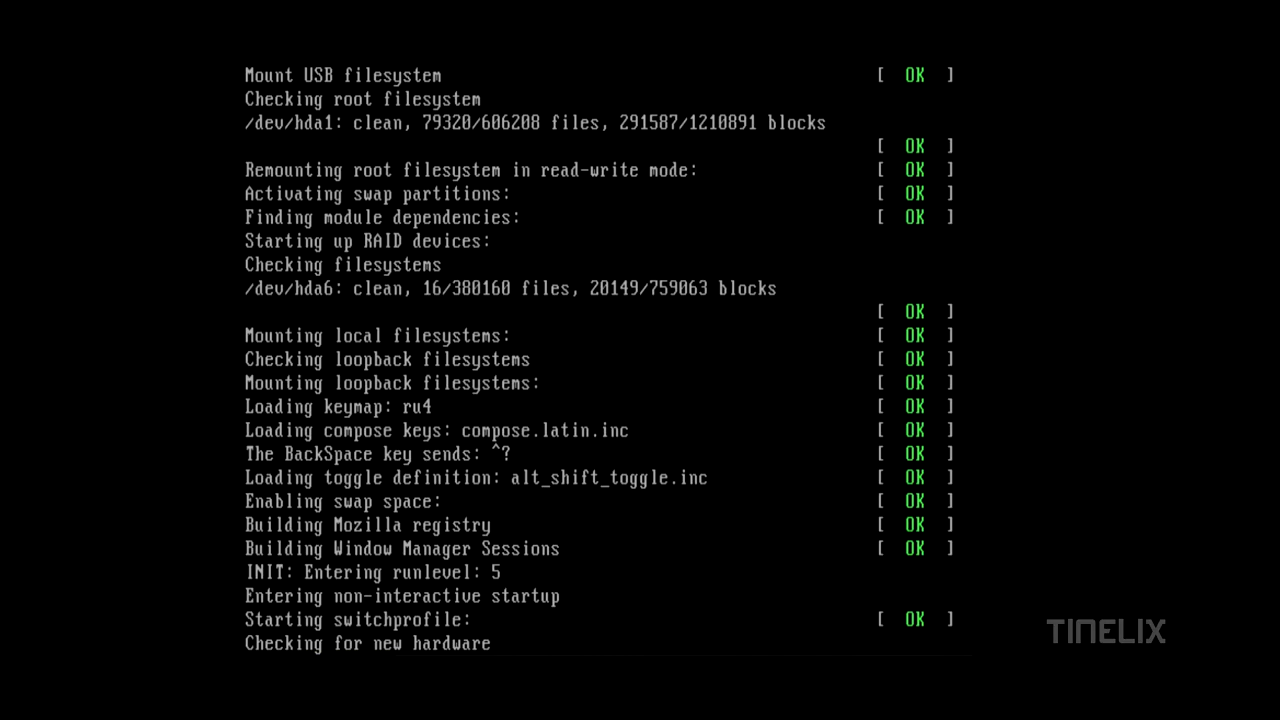 Mount USB filesystem [ OK ]
Checking root filesystem
/dev/hda1: clean, 79320/606208 files, 291587/1210891 blocks
[ OK ]
Remounting root filesystem in read-write mode: [ OK ]
Activating swap partitions: [ OK ]
Finding module dependencies: [ OK ]
Starting up RAID devices:
Checking filesystems
/dev/hda6: clean, 16/380160 files, 20149/759063 blocks
[ OK ]
Mounting local filesystems: [ OK ]
Checking loopback filesystems [ OK ]
Mounting loopback filesystems: [ OK ]
Loading keymap: ru4 [ OK ]
Loading compose keys: compose.latin.inc [ OK ]
The BackSpace key sends: ^? [ OK ]
Loading toggle definition: alt_shift_toggle.inc [ OK ]
Enabling swap space: [ OK ]
Building Mozilla registry [ OK ]
Building Window Manager Sessions [ OK ]
INIT: Entering runlevel: 5
Entering non-interactive startup
Starting switchprofile: [ OK ]
Checking for new hardware
TINELIX